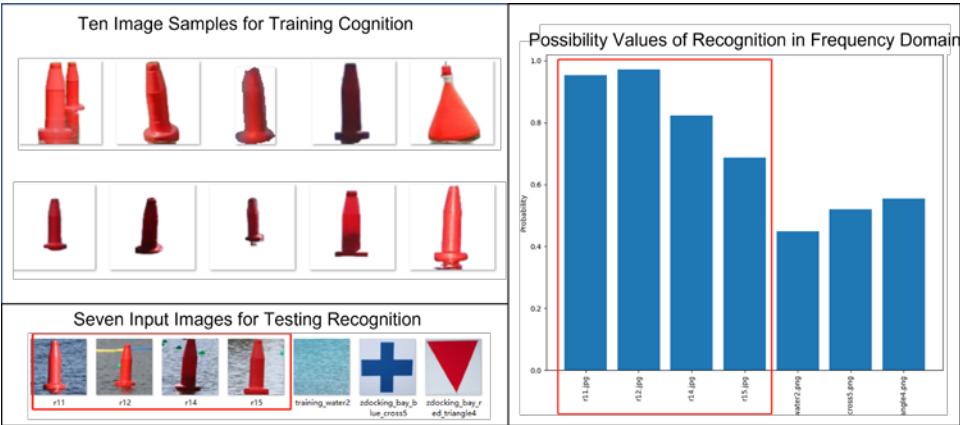 Ten Image Samples for Training Cognition
Seven Input Images for Testing Recognition
r11
r12
r14
r15
training_water2
zdocking_bay_b
lue_cross5
zdocking_bay_r
ed_triangle4
Possibility Values of Recognition in Frequency Domain
Probability
1.0
0.8
0.6
0.4
0.2
0.0
r11.jpg
r12.jpg
r14.jpg
r15.jpg
water2.png
cross5.png
angle4.png